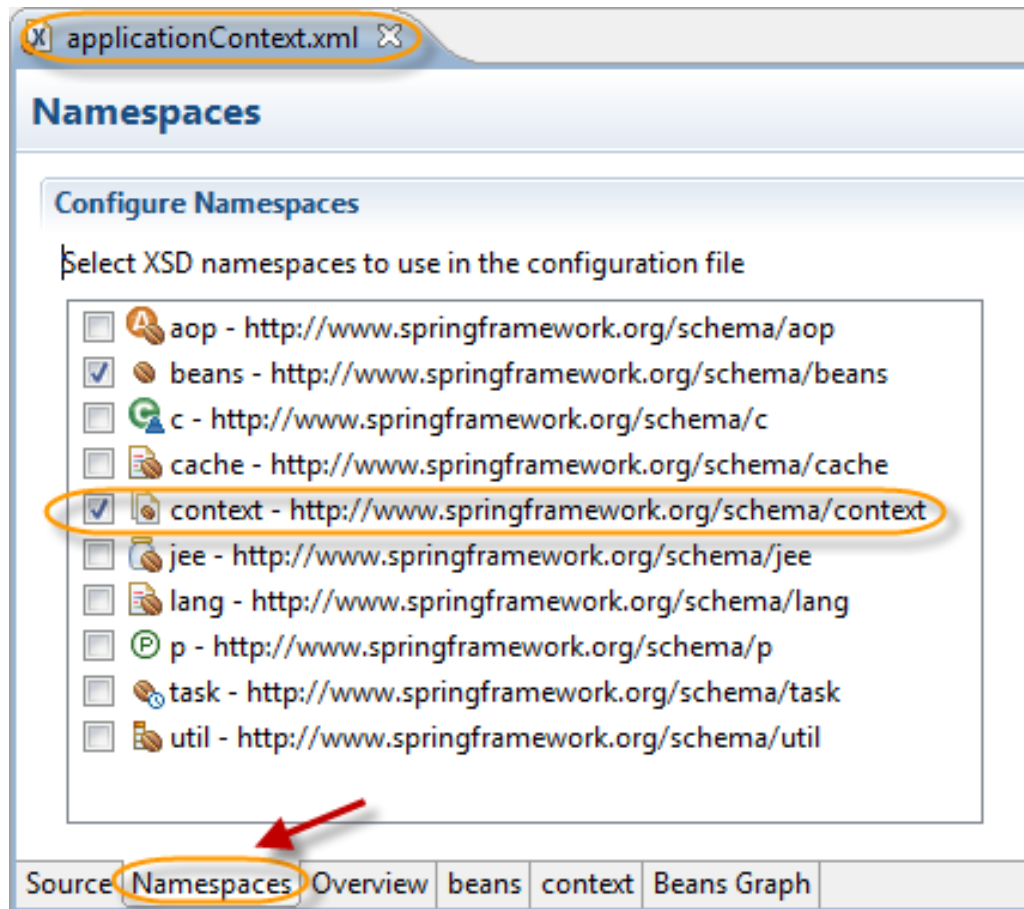 applicationContext.xml
Namespaces
Configure Namespaces
Select XSD namespaces to use in the configuration file
aop - http://www.springframework.org/schema/aop
beans - http://www.springframework.org/schema/beans
c - http://www.springframework.org/schema/c
cache - http://www.springframework.org/schema/cache
context - http://www.springframework.org/schema/context
jee - http://www.springframework.org/schema/jee
lang - http://www.springframework.org/schema/lang
p - http://www.springframework.org/schema/p
task - http://www.springframework.org/schema/task
util - http://www.springframework.org/schema/util
Source Namespaces Overview beans context Beans Graph